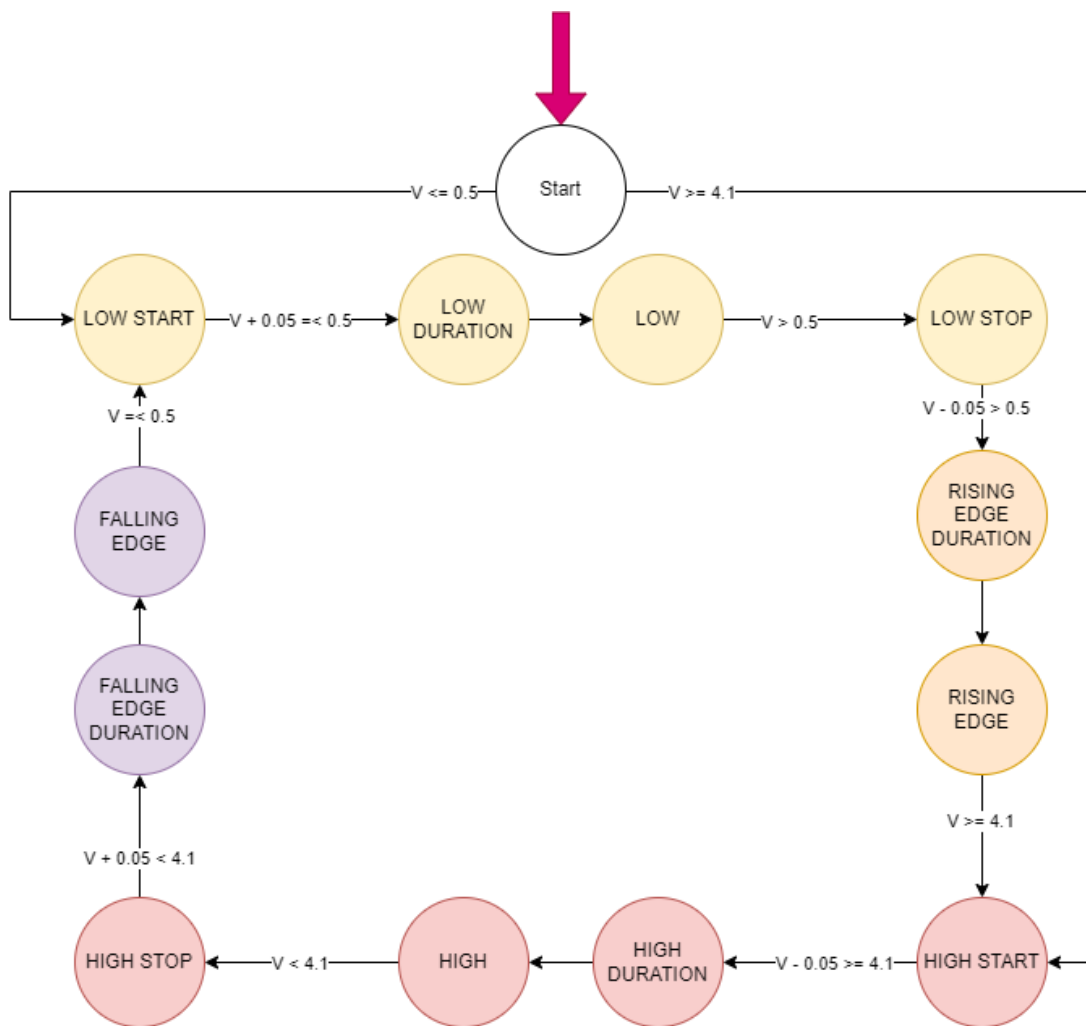 Start
V <= 0.5
V >= 4.1
LOW START
V + 0.05 =< 0.5
LOW
DURATION
LOW
V > 0.5
LOW STOP
V =< 0.5
V - 0.05 > 0.5
FALLING
EDGE
RISING
EDGE
DURATION
FALLING
EDGE
DURATION
RISING
EDGE
V >= 4.1
V + 0.05 < 4.1
HIGH STOP
V < 4.1
HIGH
HIGH
DURATION
V - 0.05 >= 4.1
HIGH START